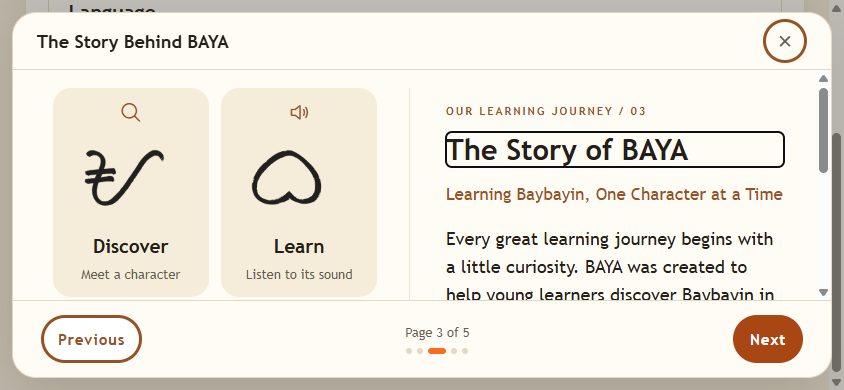 Language
The Story Behind BAYA
Discover
Meet a character
Learn
Listen to its sound
OUR LEARNING JOURNEY / 03
The Story of BAYA
Learning Baybayin, One Character at a Time
Every great learning journey begins with
a little curiosity. BAYA was created to
help young learners discover Baybayin in
Previous
Page 3 of 5
Next